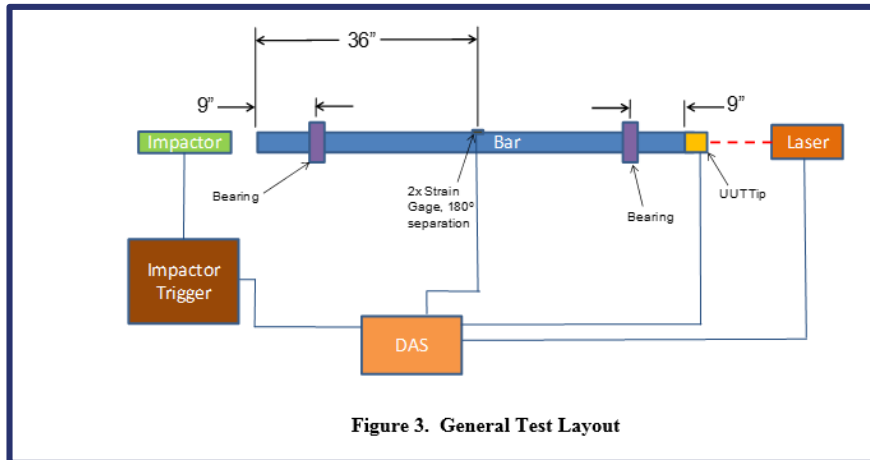 36”
9”
9”
Impactor
Bar
Laser
Bearing
2x Strain
Gage, 180º
separation
Bearing
UUT Tip
Impactor
Trigger
DAS
Figure 3.  General Test Layout